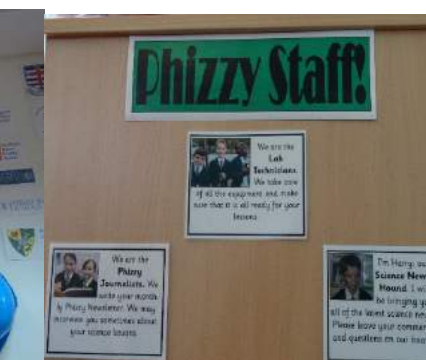 Phizzy Staff!
We are the
Lab
Technicians.
We take care
of all the equipment and make
sure that it is all ready for your
lessons
We are the
Phizzy
Journalists. We
write your month
ly Phizzy Newsletter. We may
interview you sometimes about
your science lessons
I'm Harry, your
Science News
Hound. I will
be bringing you
all of the latest science news
Please leave your comments
and questions on our